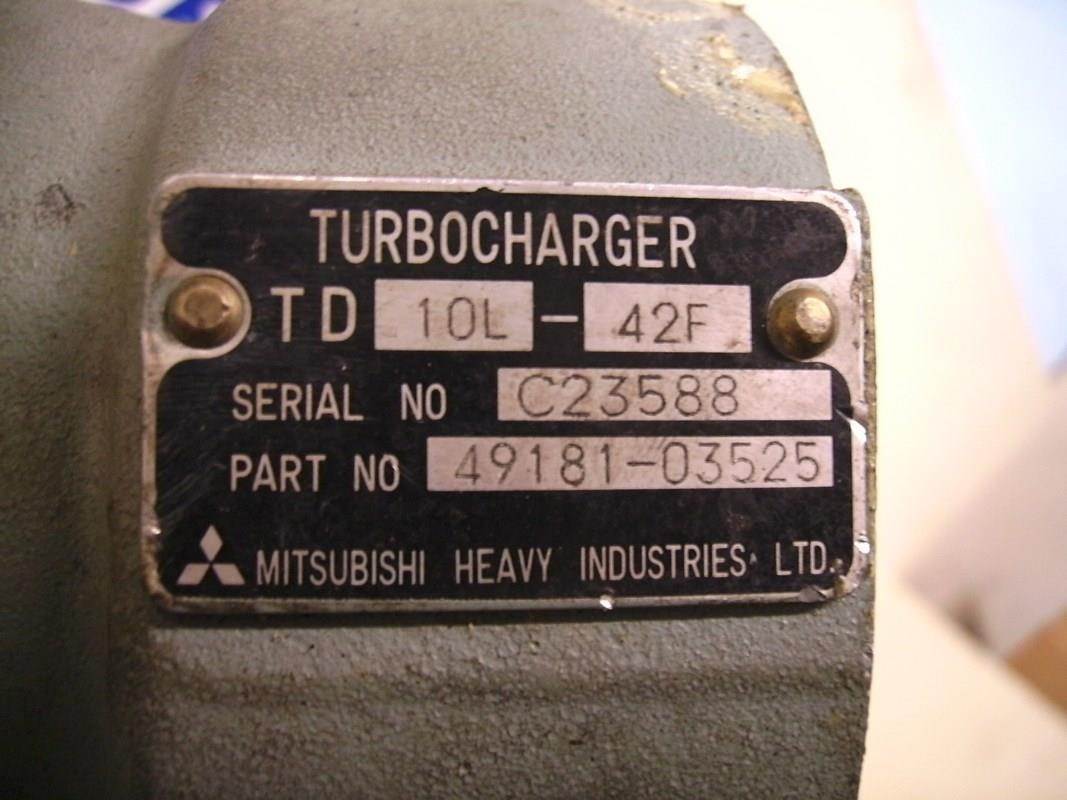 TURBOCHARGER
TD 10L - 42F
SERIAL NO C23588
PART NO 49181-03525
MITSUBISHI HEAVY INDUSTRIES LTD.